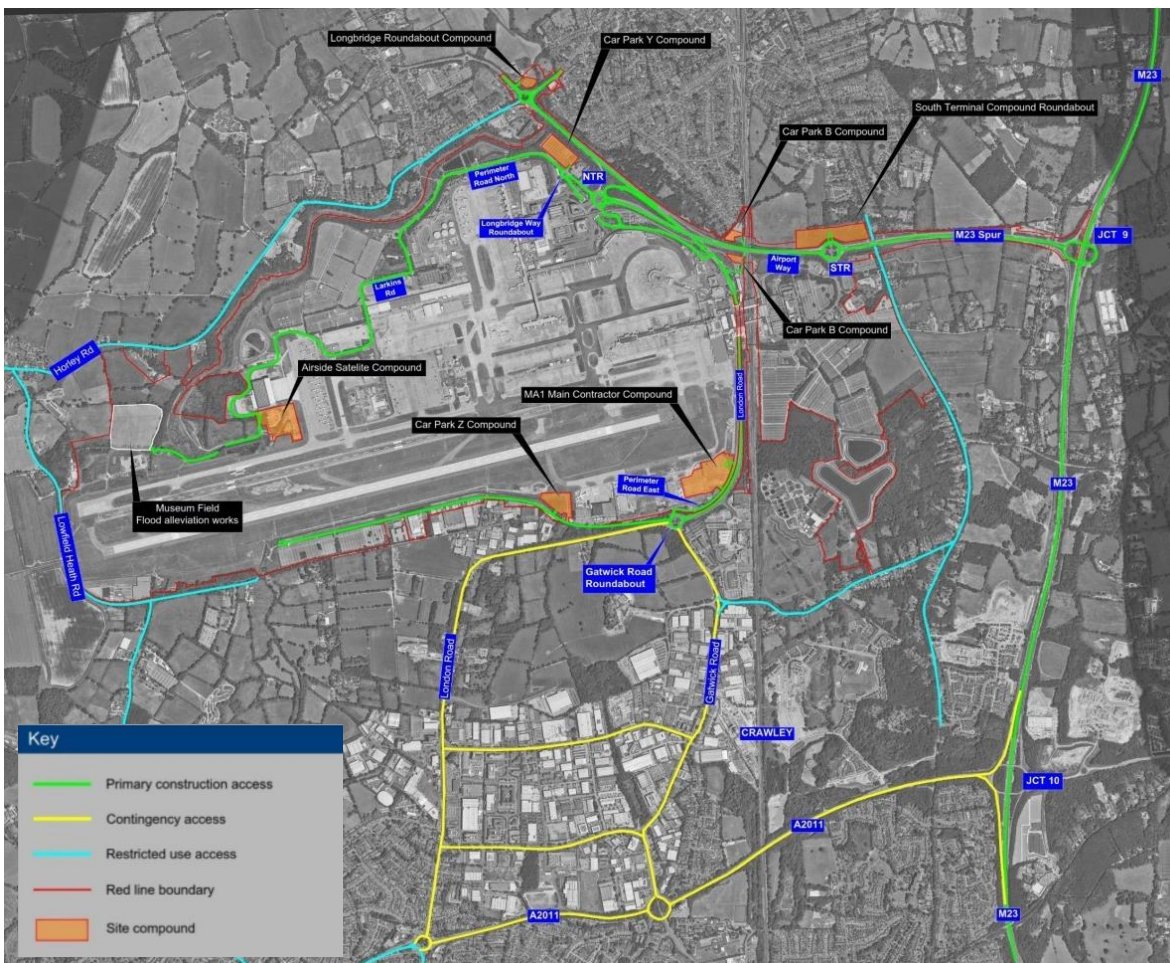 Longbridge Roundabout Compound
Car Park Y Compound
M23
South Terminal Compound Roundabout
Car Park B Compound
Perimeter
Road North
NTR
Longbridge Way
Roundabout
M23 Spur
JCT 9
Airport
Way
STR
Larkins
Rd
Car Park B Compound
Horley Rd
Airside Satelite Compound
MA1 Main Contractor Compound
London Road
Car Park Z Compound
Perimeter
Road East
M23
Museum Field
Flood alleviation works
Lowfield Heath Rd
Gatwick Road
Roundabout
London Road
Gatwick Road
CRAWLEY
JCT 10
A2011
A2011
M23
Key
Primary construction access
Contingency access
Restricted use access
Red line boundary
Site compound